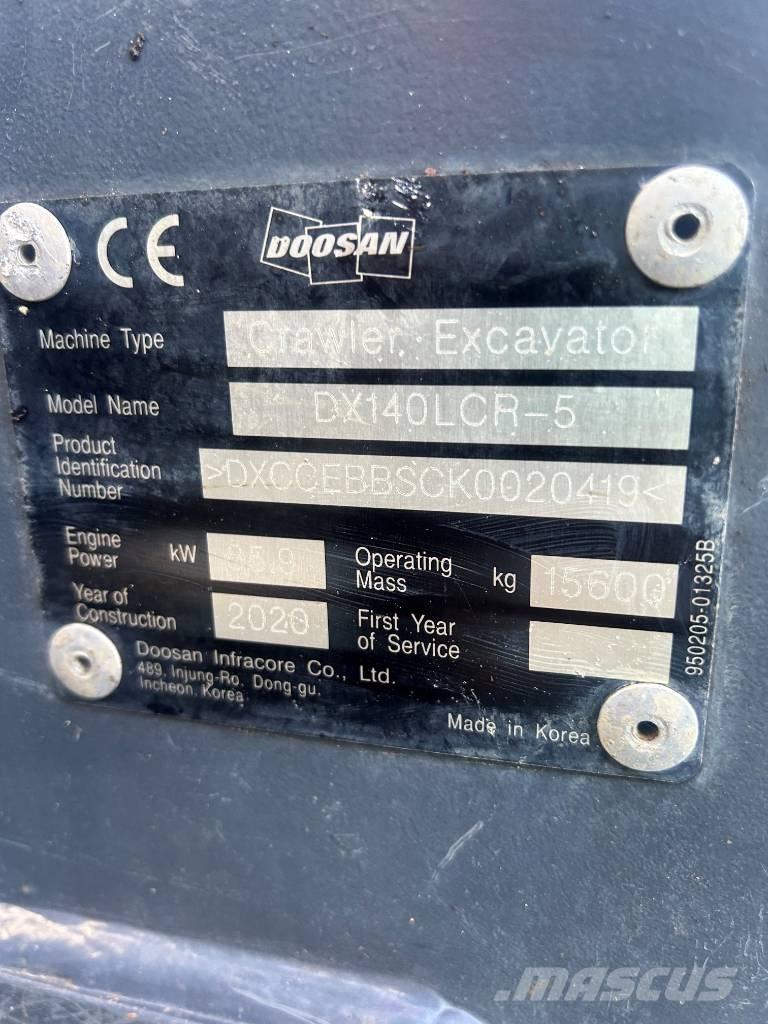 CE
DOOSAN
Machine Type Crawler Excavator
Model Name DX140LCR-5
Product
Identification
Number >DXCCEBBSCK0020419<
Engine
Power kW 95.9
Operating
Mass kg 15600
Year of
Construction 2020
First Year
of Service
Doosan Infracore Co., Ltd.
489, Injung-Ro, Dong-gu,
Incheon, Korea
Made in Korea
950205-01325B
MASCUS